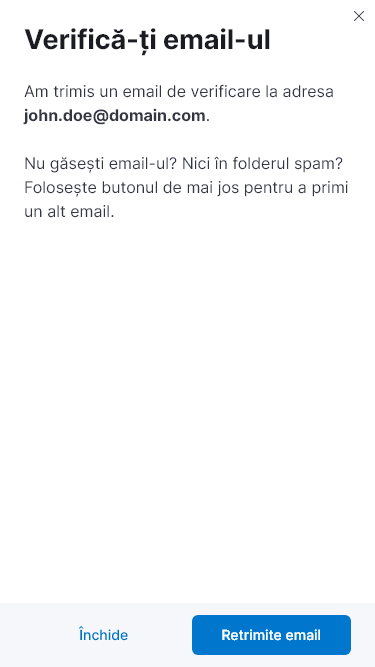 Verifică-ți email-ul
Am trimis un email de verificare la adresa
john.doe@domain.com.
Nu găsești email-ul? Nici în folderul spam?
Folosește butonul de mai jos pentru a primi
un alt email.
Închide
Retrimite email